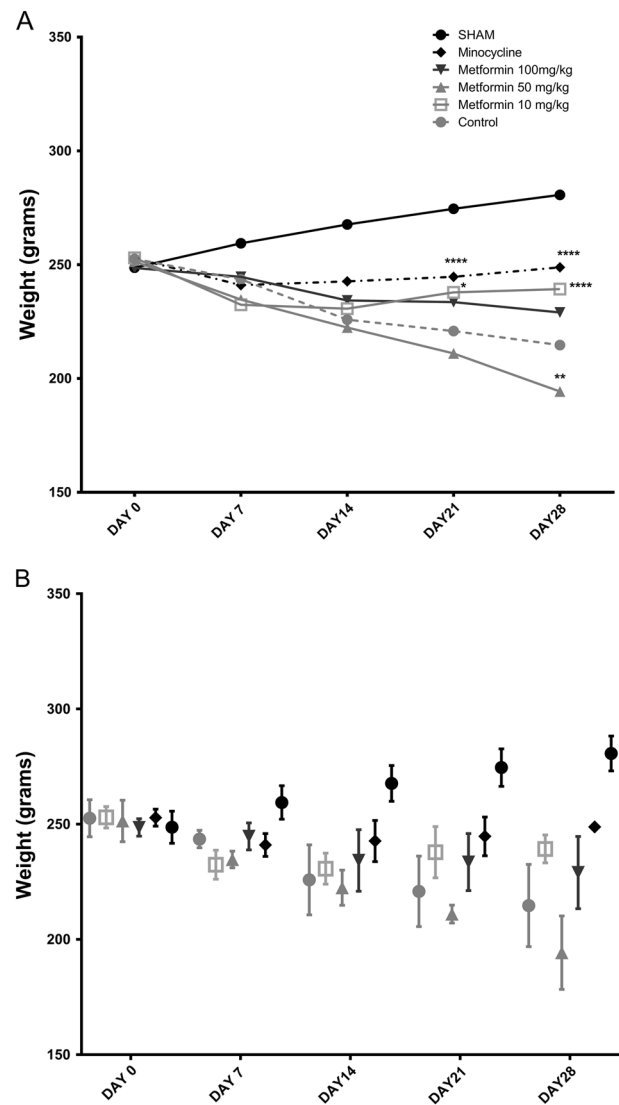 A
350
300
250
200
150
Weight (grams)
SHAM
Minocycline
Metformin 100mg/kg
Metformin 50 mg/kg
Metformin 10 mg/kg
Control
****
*
****
****
**
DAY 0
DAY 7
DAY14
DAY21
DAY28
B
350
300
250
200
150
Weight (grams)
DAY 0
DAY 7
DAY14
DAY21
DAY28